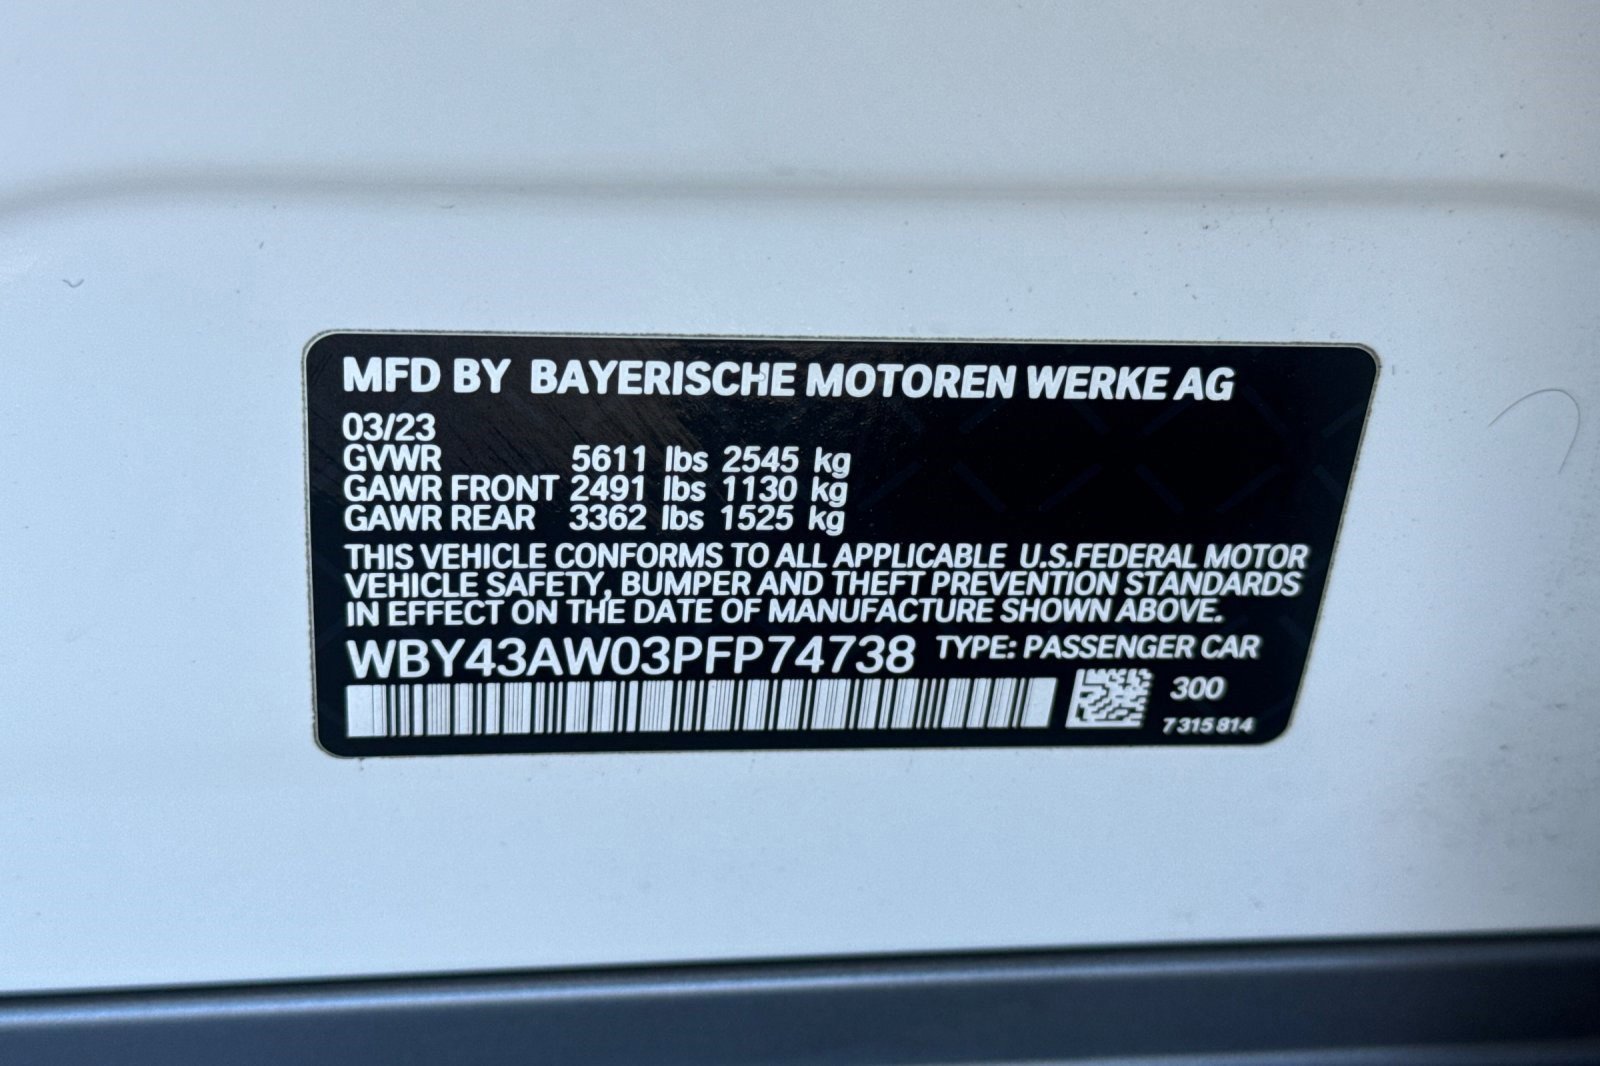 MFD BY BAYERISCHE MOTOREN WERKE AG
03/23
GVWR 5611 lbs 2545 kg
GAWR FRONT 2491 lbs 1130 kg
GAWR REAR 3362 lbs 1525 kg
THIS VEHICLE CONFORMS TO ALL APPLICABLE U.S.FEDERAL MOTOR
VEHICLE SAFETY, BUMPER AND THEFT PREVENTION STANDARDS
IN EFFECT ON THE DATE OF MANUFACTURE SHOWN ABOVE.
WBY43AW03PFP74738 TYPE: PASSENGER CAR
300
7 315 814